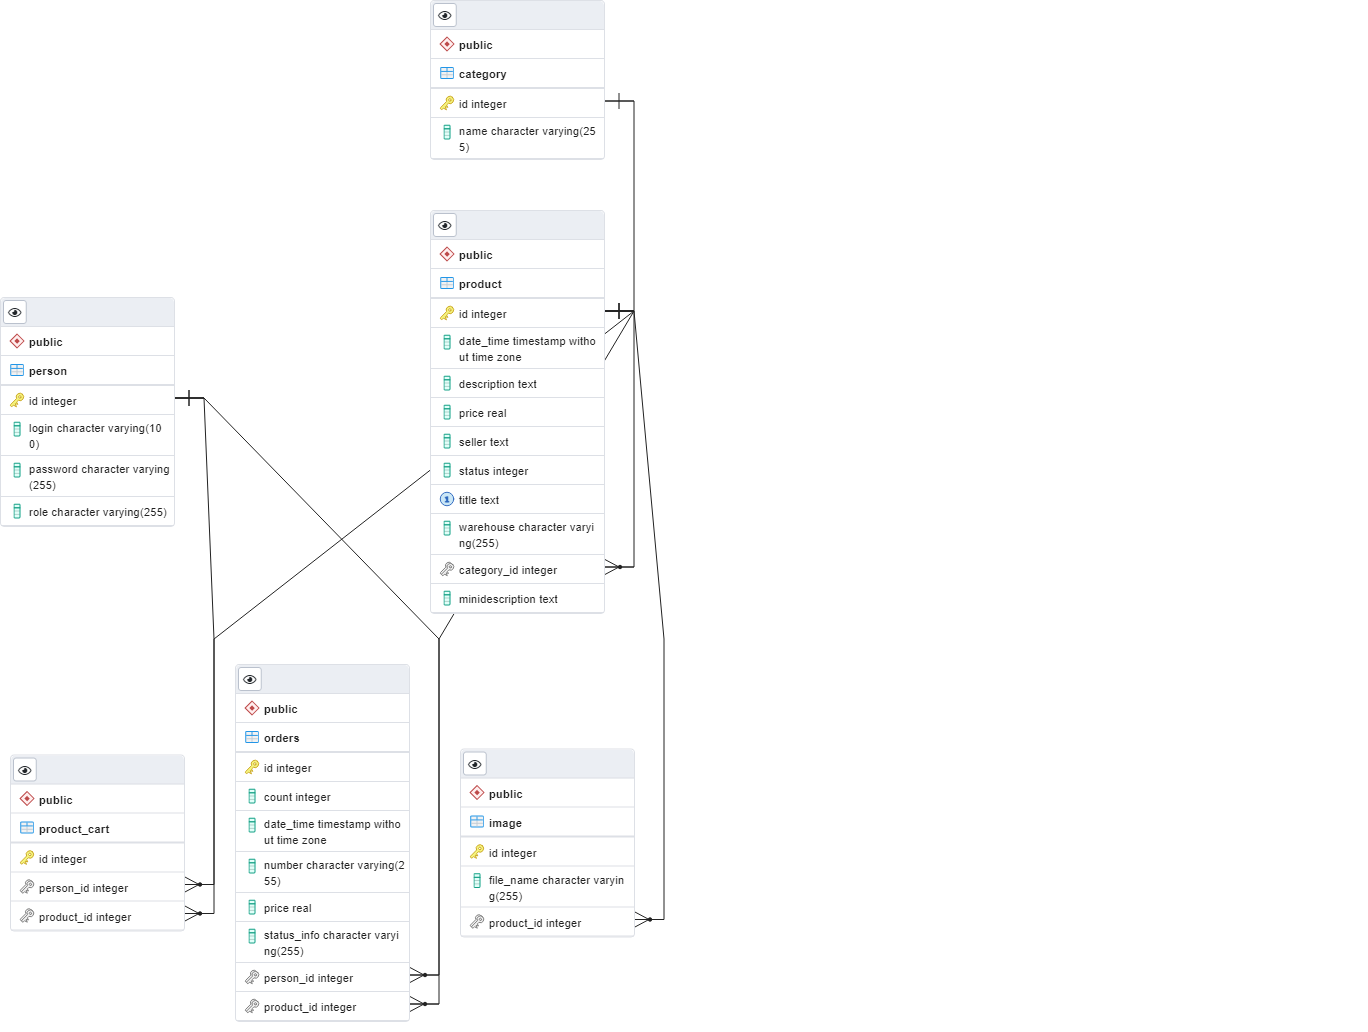 public
category
id integer
name character varying(25
5)
public
product
id integer
date_time timestamp witho
ut time zone
description text
price real
seller text
status integer
1
title text
warehouse character varyi
ng(255)
category_id integer
minidescription text
public
person
id integer
login character varying(10
0)
password character varying
(255)
role character varying(255)
public
product_cart
id integer
person_id integer
product_id integer
public
orders
id integer
count integer
date_time timestamp witho
ut time zone
number character varying(2
55)
price real
status_info character varyi
ng(255)
person_id integer
product_id integer
public
image
id integer
file_name character varyin
g(255)
product_id integer